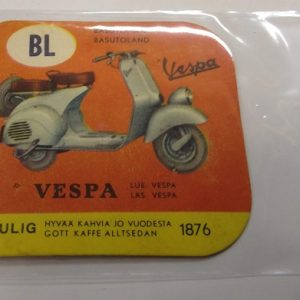 BL
BASUTOLAND
Vespa
VESPA
LUE: VESPA
LÄS: VESPA
ULIG
HYVÄÄ KAHVIA JO VUODESTA
GOTT KAFFE ALLTSEDAN
1876